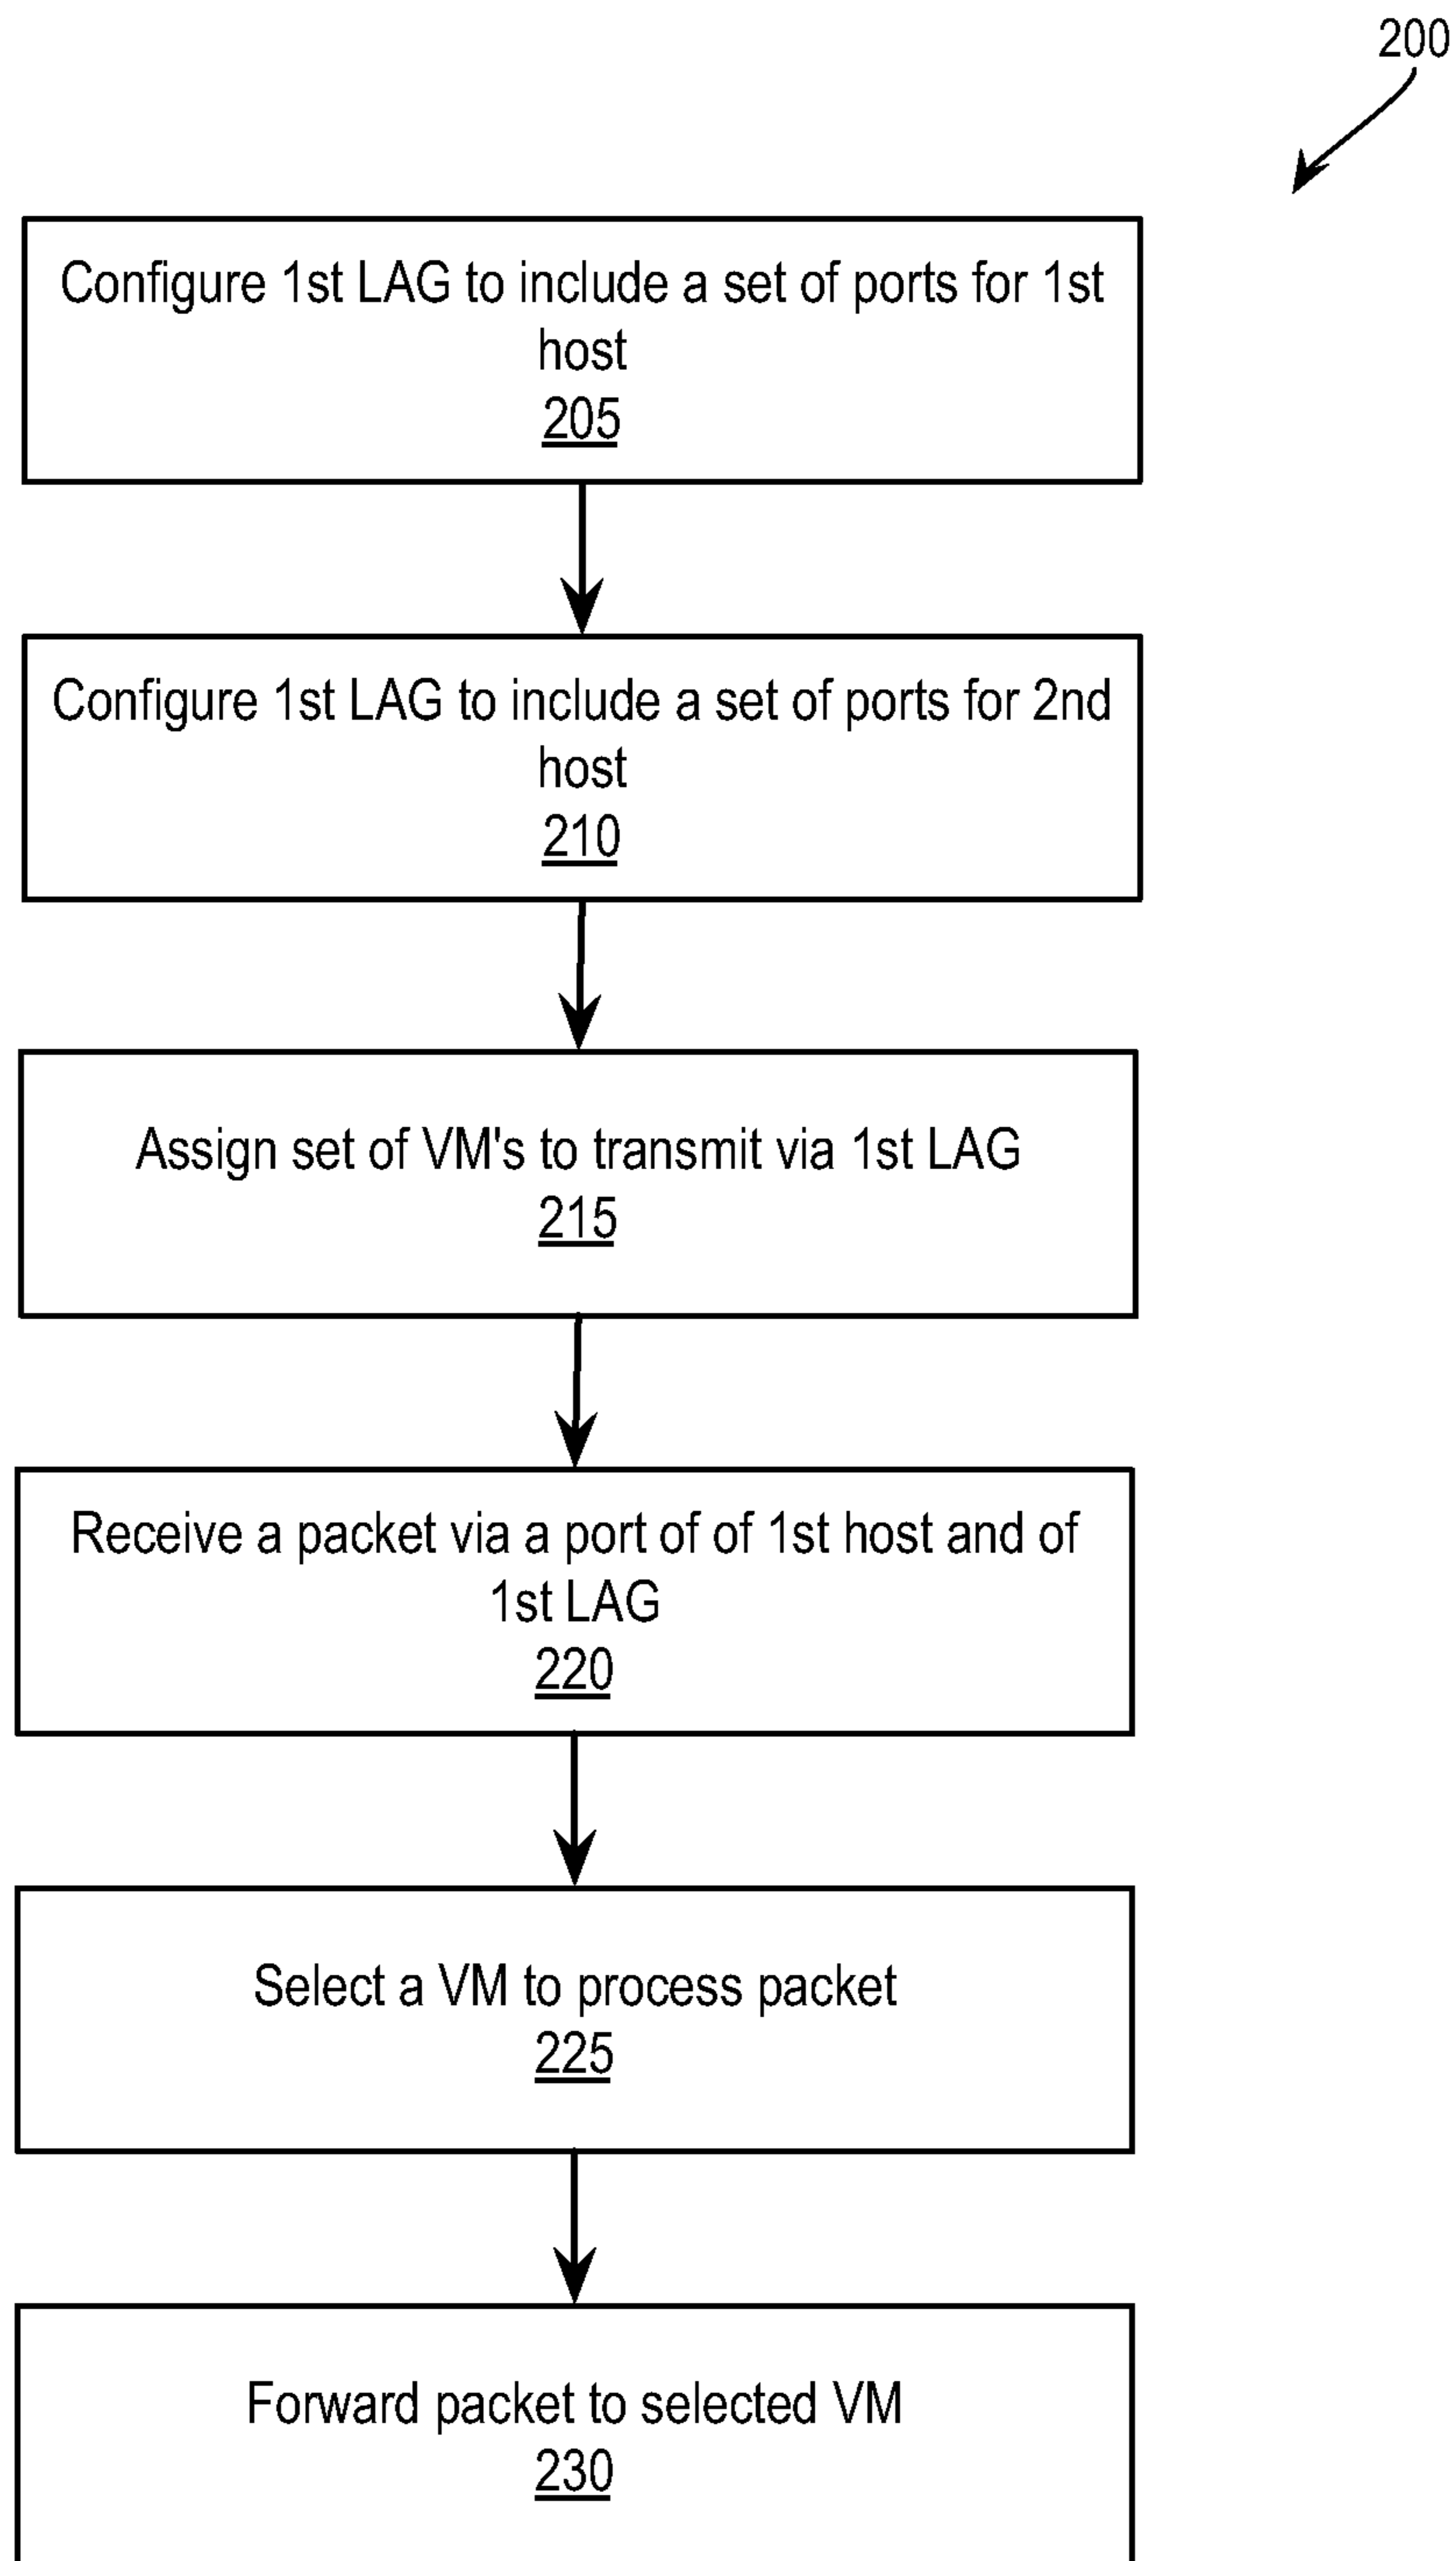 200
Configure 1st LAG to include a set of ports for 1st
host
205
Configure 1st LAG to include a set of ports for 2nd
host
210
Assign set of VM's to transmit via 1st LAG
215
Receive a packet via a port of of 1st host and of
1st LAG
220
Select a VM to process packet
225
Forward packet to selected VM
230